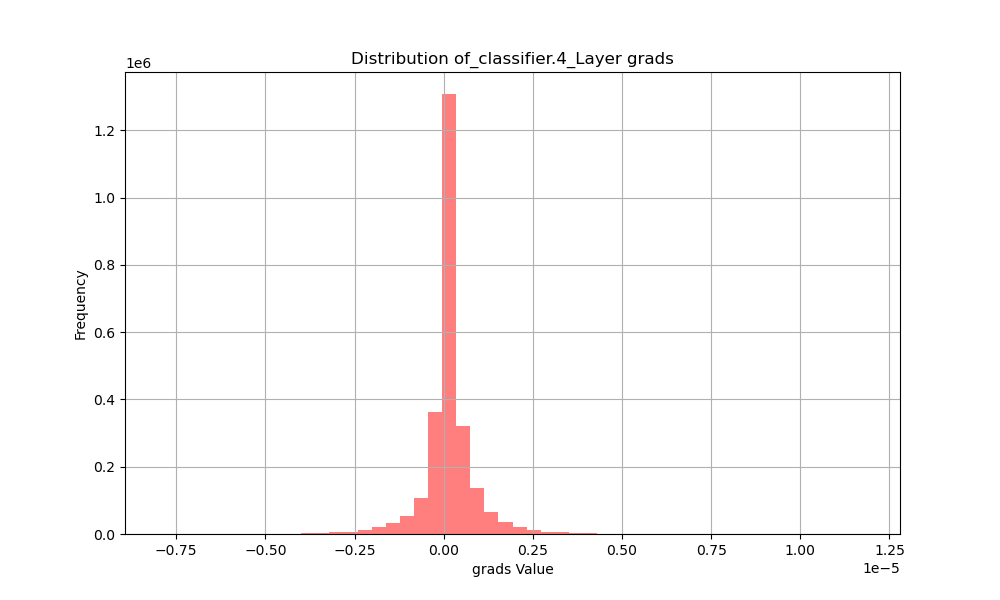 Distribution of_classifier.4_Layer grads
1e6
1.2
1.0
0.8
0.6
0.4
0.2
0.0
Frequency
−0.75 −0.50 −0.25 0.00 0.25 0.50 0.75 1.00 1.25
1e−5
grads Value